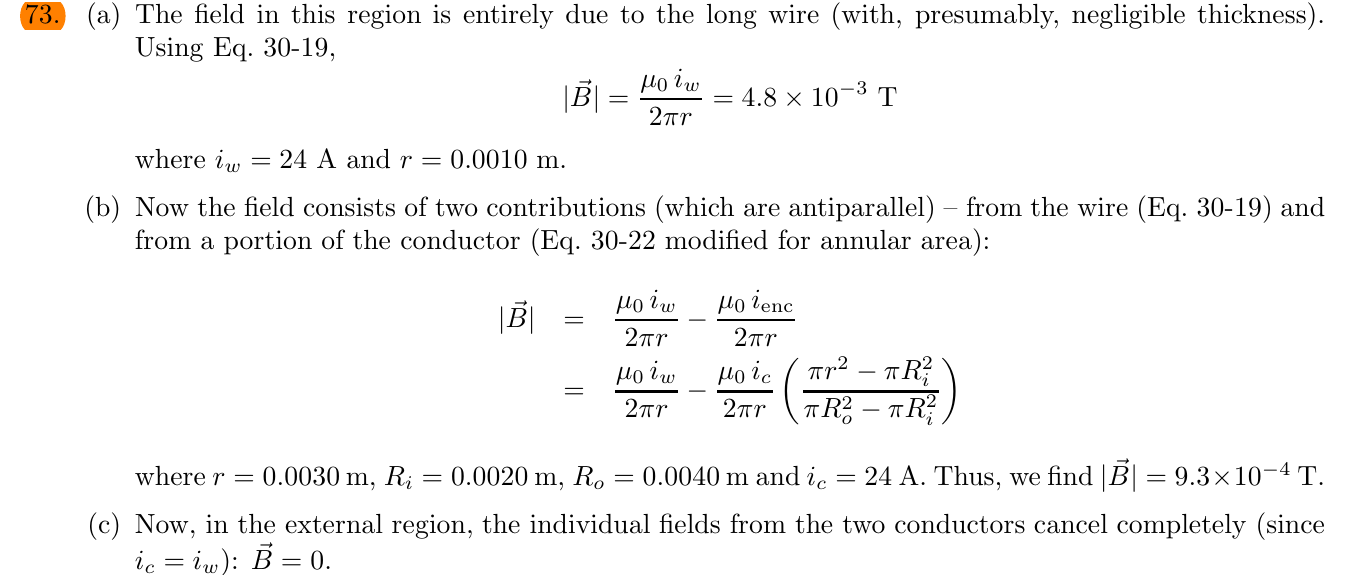 73. (a) The field in this region is entirely due to the long wire (with, presumably, negligible thickness).
Using Eq. 30-19,
|B⃗| = μ₀ i_w / 2πr = 4.8 × 10⁻³ T
where i_w = 24 A and r = 0.0010 m.
(b) Now the field consists of two contributions (which are antiparallel) – from the wire (Eq. 30-19) and
from a portion of the conductor (Eq. 30-22 modified for annular area):
|B⃗| = μ₀ i_w / 2πr − μ₀ i_enc / 2πr
= μ₀ i_w / 2πr − μ₀ i_c / 2πr ( πr² − πR_i² / πR_o² − πR_i² )
where r = 0.0030 m, R_i = 0.0020 m, R_o = 0.0040 m and i_c = 24 A. Thus, we find |B⃗| = 9.3×10⁻⁴ T.
(c) Now, in the external region, the individual fields from the two conductors cancel completely (since
i_c = i_w): B⃗ = 0.